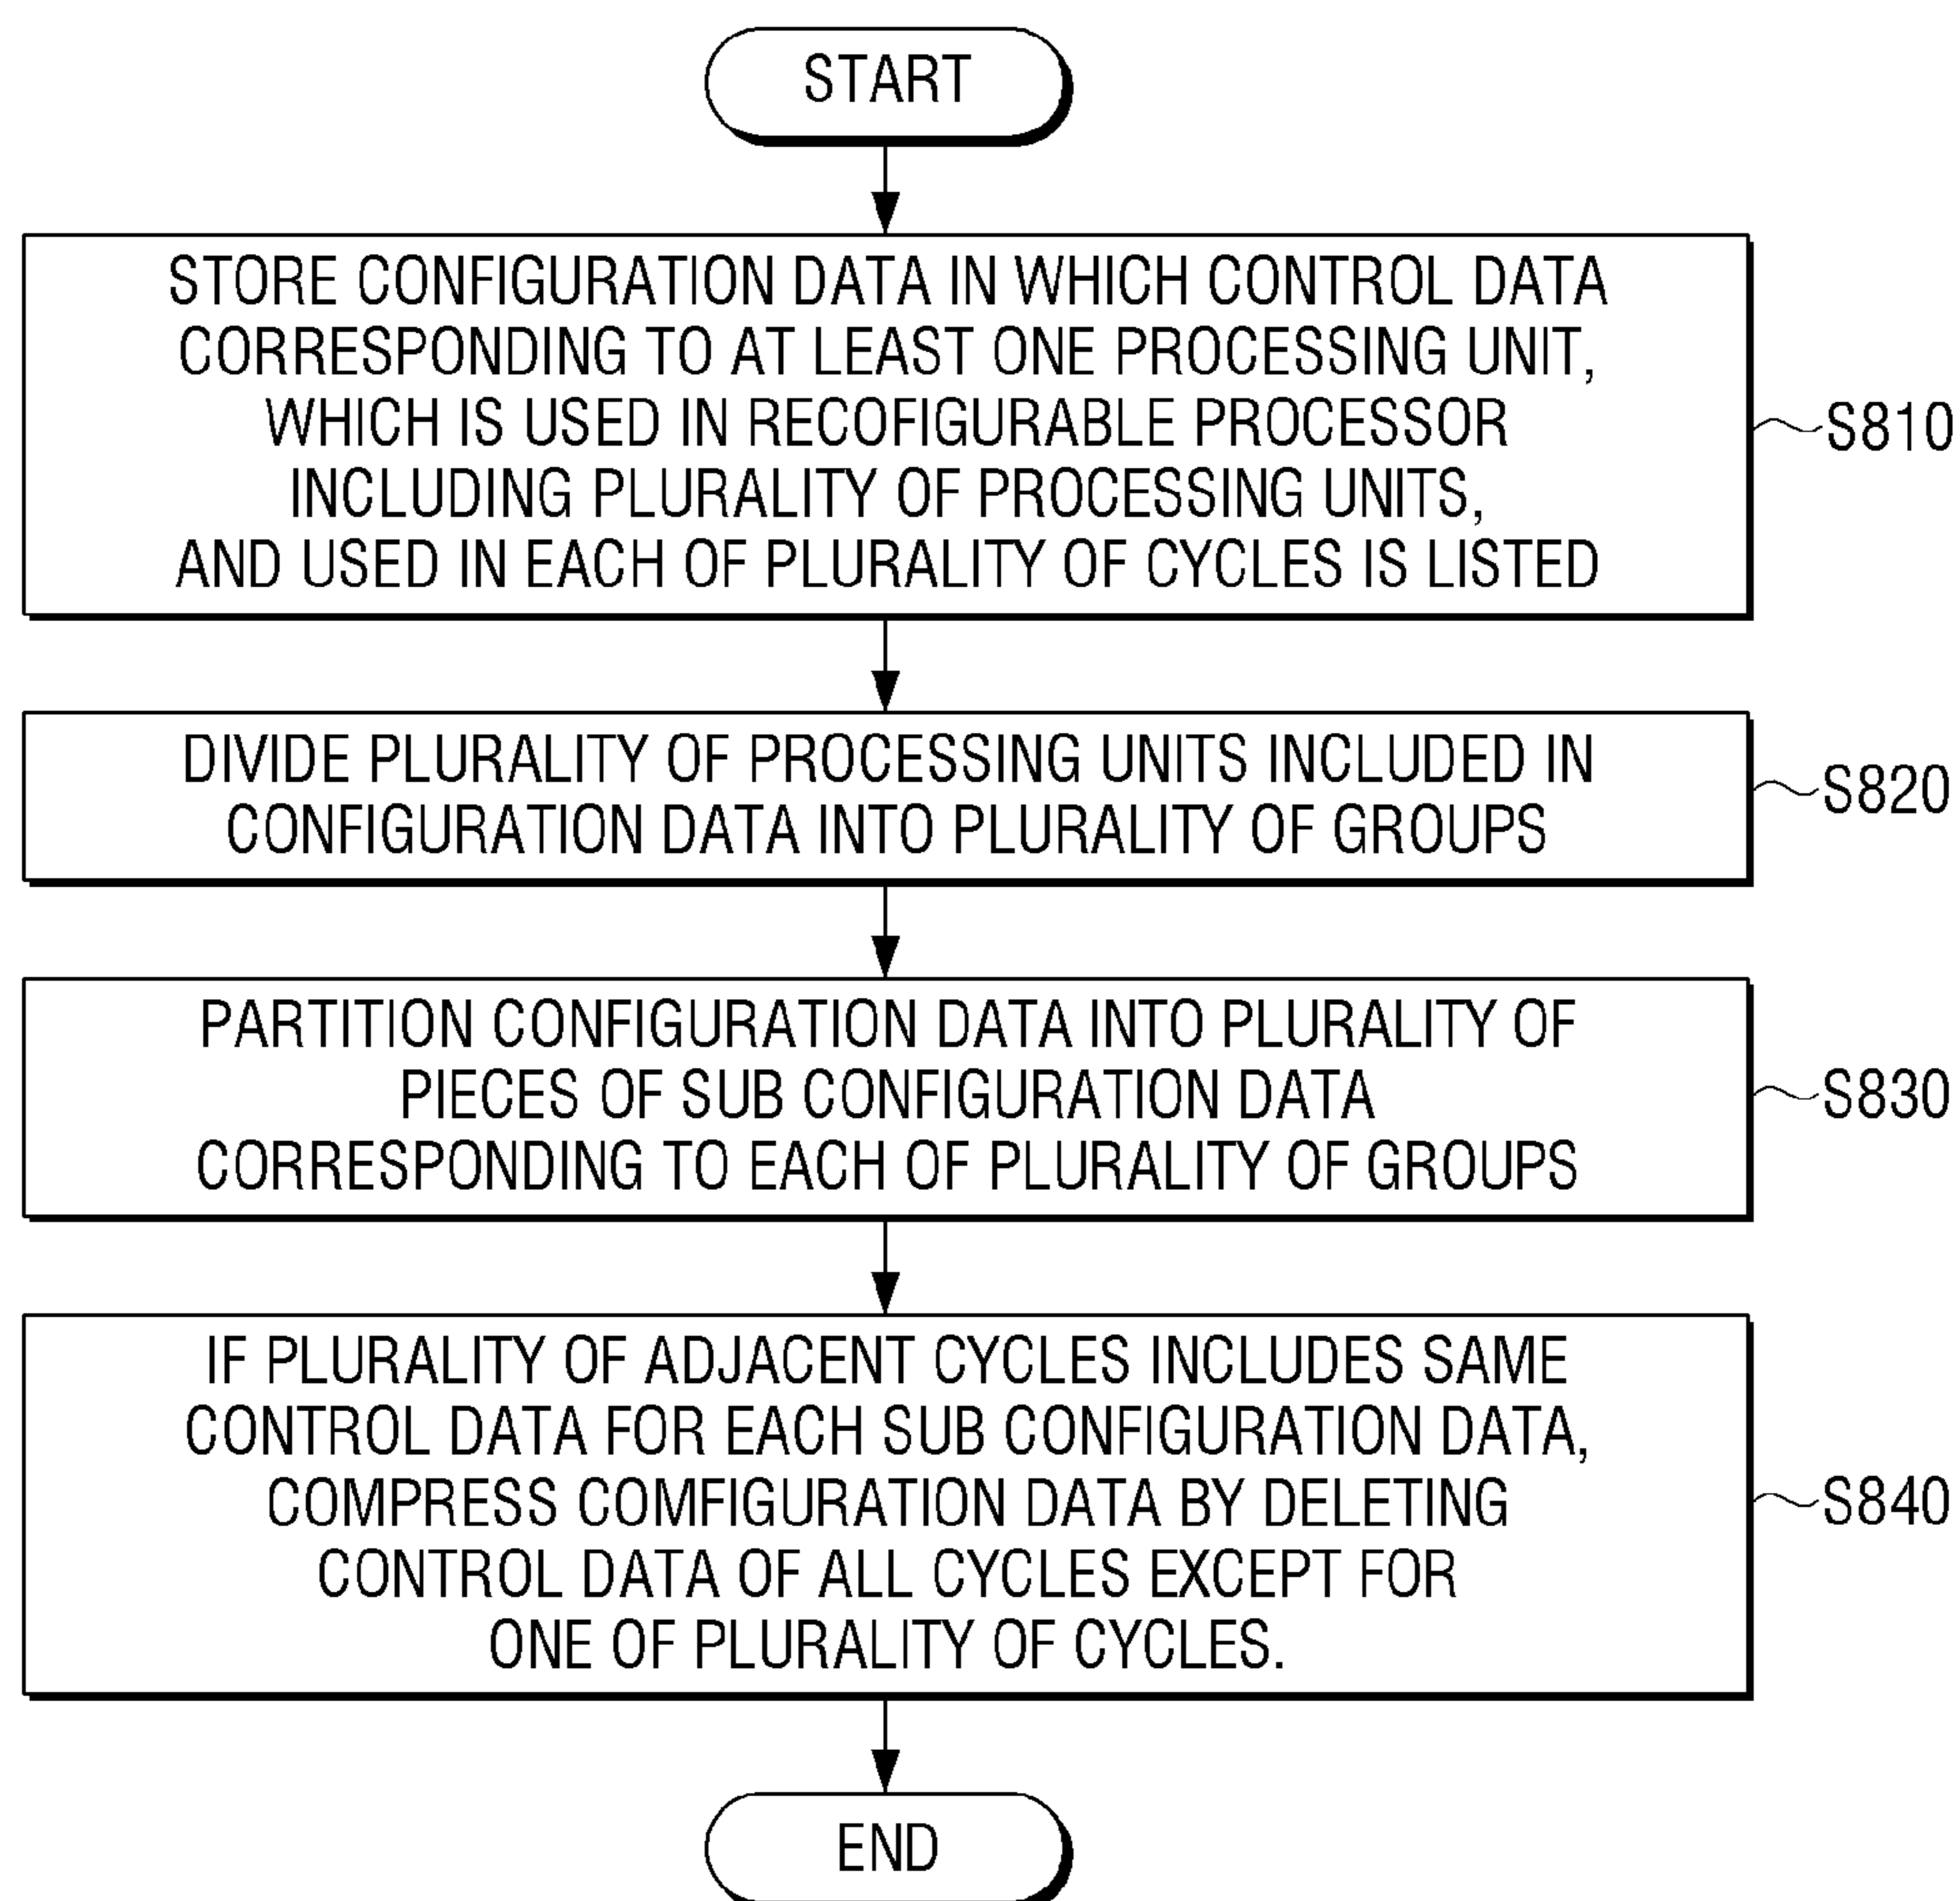 START
STORE CONFIGURATION DATA IN WHICH CONTROL DATA
CORRESPONDING TO AT LEAST ONE PROCESSING UNIT,
WHICH IS USED IN RECOFIGURABLE PROCESSOR
INCLUDING PLURALITY OF PROCESSING UNITS,
AND USED IN EACH OF PLURALITY OF CYCLES IS LISTED
S810
DIVIDE PLURALITY OF PROCESSING UNITS INCLUDED IN
CONFIGURATION DATA INTO PLURALITY OF GROUPS
S820
PARTITION CONFIGURATION DATA INTO PLURALITY OF
PIECES OF SUB CONFIGURATION DATA
CORRESPONDING TO EACH OF PLURALITY OF GROUPS
S830
IF PLURALITY OF ADJACENT CYCLES INCLUDES SAME
CONTROL DATA FOR EACH SUB CONFIGURATION DATA,
COMPRESS COMFIGURATION DATA BY DELETING
CONTROL DATA OF ALL CYCLES EXCEPT FOR
ONE OF PLURALITY OF CYCLES.
S840
END